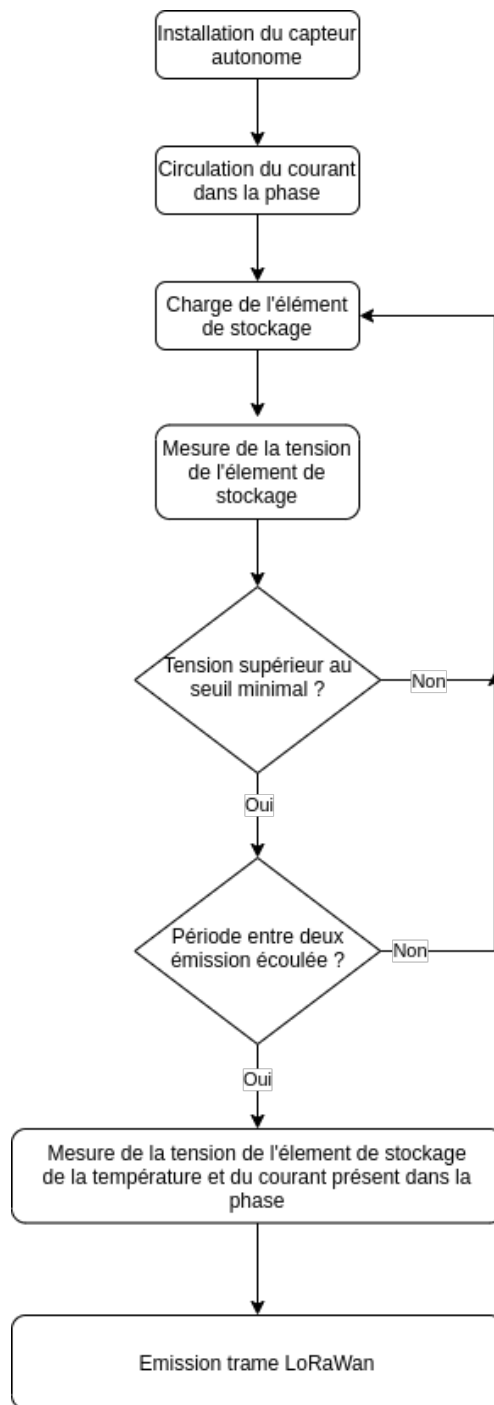 Installation du capteur
autonome
Circulation du courant
dans la phase
Charge de l'élément
de stockage
Mesure de la tension
de l'élement de
stockage
Tension supérieur au
seuil minimal ?
Non
Oui
Période entre deux
émission écoulée ?
Non
Oui
Mesure de la tension de l'élement de stockage
de la température et du courant présent dans la
phase
Emission trame LoRaWan